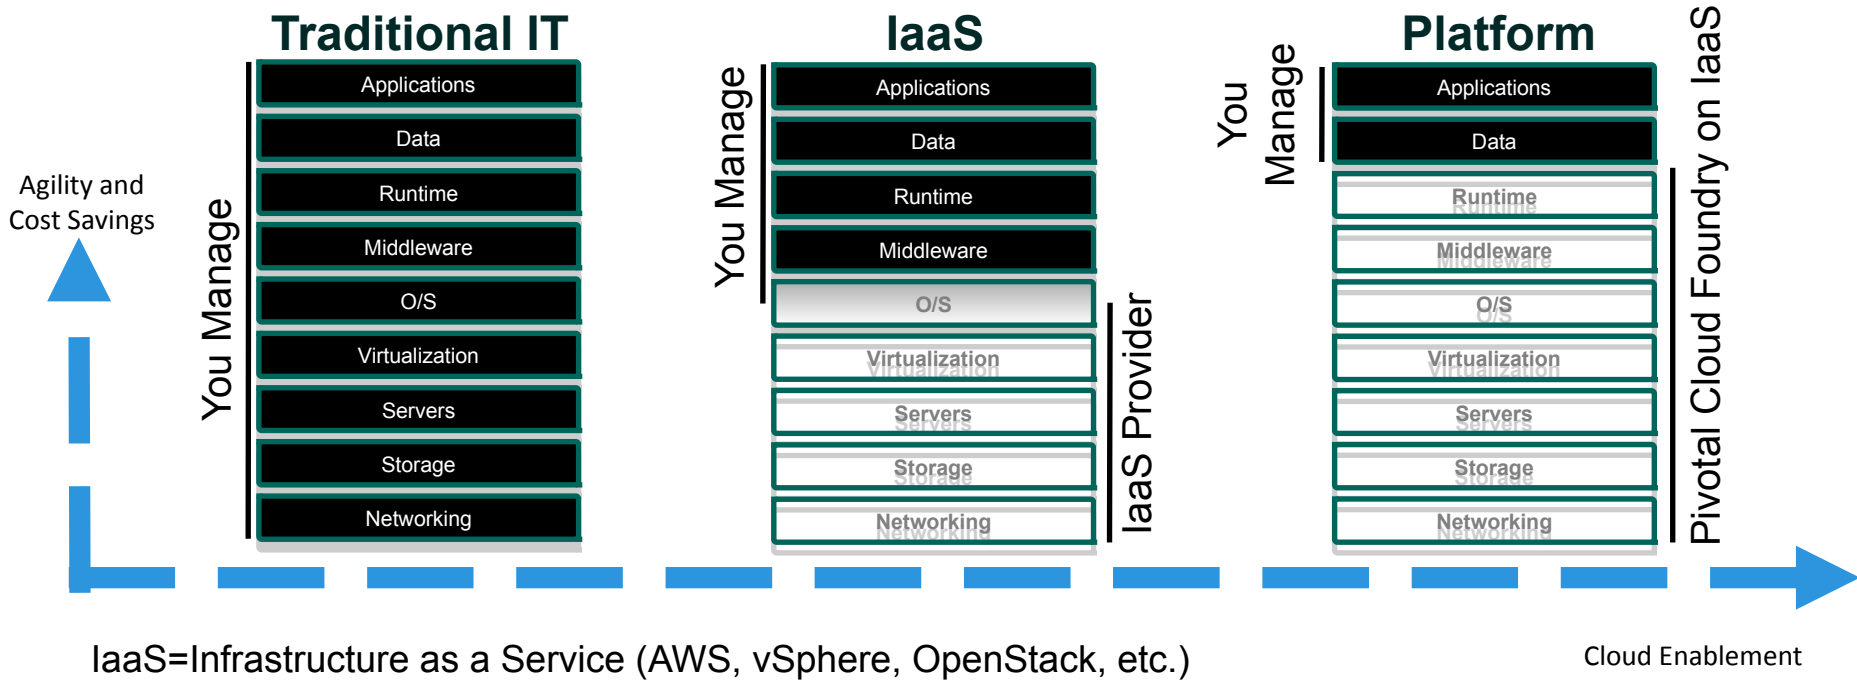 Traditional IT
You Manage
Applications
Data
Runtime
Middleware
O/S
Virtualization
Servers
Storage
Networking
IaaS
You Manage
Applications
Data
Runtime
Middleware
O/S
Virtualization
Servers
Storage
Networking
IaaS Provider
Platform
You
Manage
Applications
Data
Runtime
Middleware
O/S
Virtualization
Servers
Storage
Networking
Pivotal Cloud Foundry on IaaS
Agility and
Cost Savings
IaaS=Infrastructure as a Service (AWS, vSphere, OpenStack, etc.)
Cloud Enablement